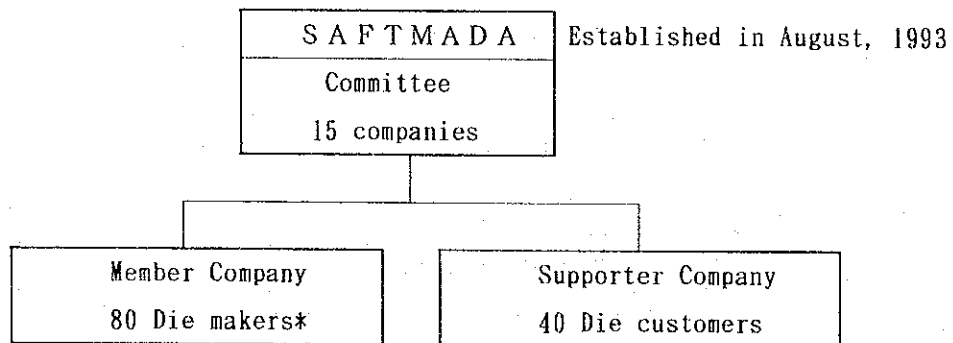 SAFTMADA Established in August, 1993
Committee
15 companies
Member Company
80 Die makers*
Supporter Company
40 Die customers